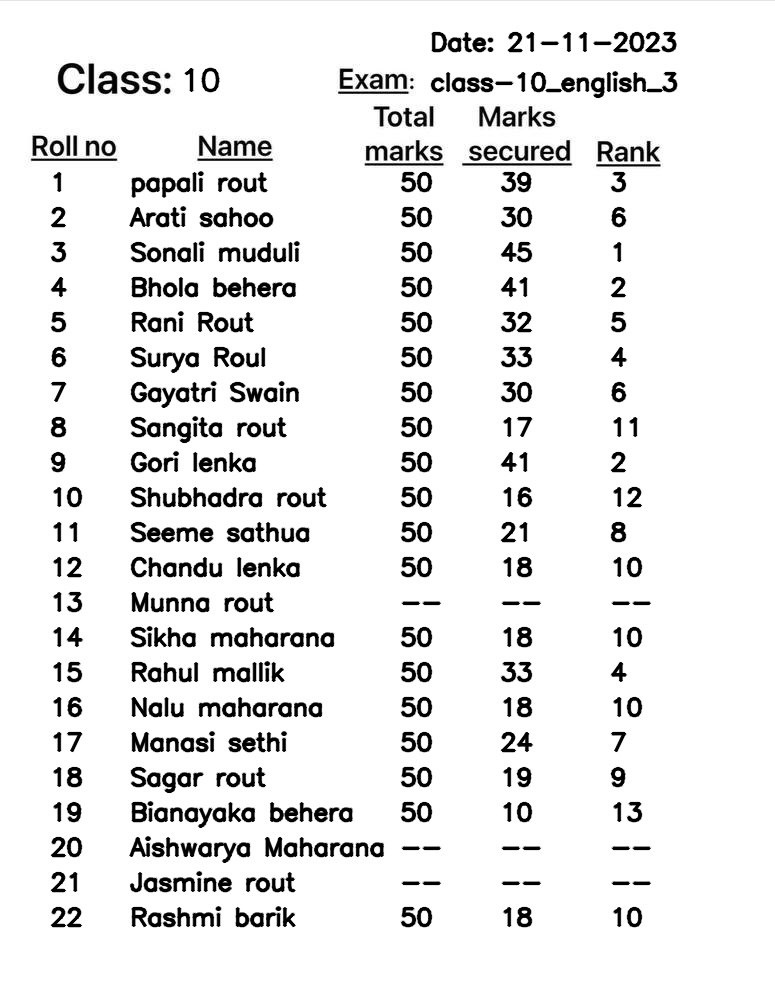 Date: 21-11-2023
Class: 10 Exam: class-10_english_3
Total Marks
Roll no Name marks secured Rank
1 papali rout 50 39 3
2 Arati sahoo 50 30 6
3 Sonali muduli 50 45 1
4 Bhola behera 50 41 2
5 Rani Rout 50 32 5
6 Surya Roul 50 33 4
7 Gayatri Swain 50 30 6
8 Sangita rout 50 17 11
9 Gori lenka 50 41 2
10 Shubhadra rout 50 16 12
11 Seeme sathua 50 21 8
12 Chandu lenka 50 18 10
13 Munna rout -- -- --
14 Sikha maharana 50 18 10
15 Rahul mallik 50 33 4
16 Nalu maharana 50 18 10
17 Manasi sethi 50 24 7
18 Sagar rout 50 19 9
19 Bianayaka behera 50 10 13
20 Aishwarya Maharana -- -- --
21 Jasmine rout -- -- --
22 Rashmi barik 50 18 10